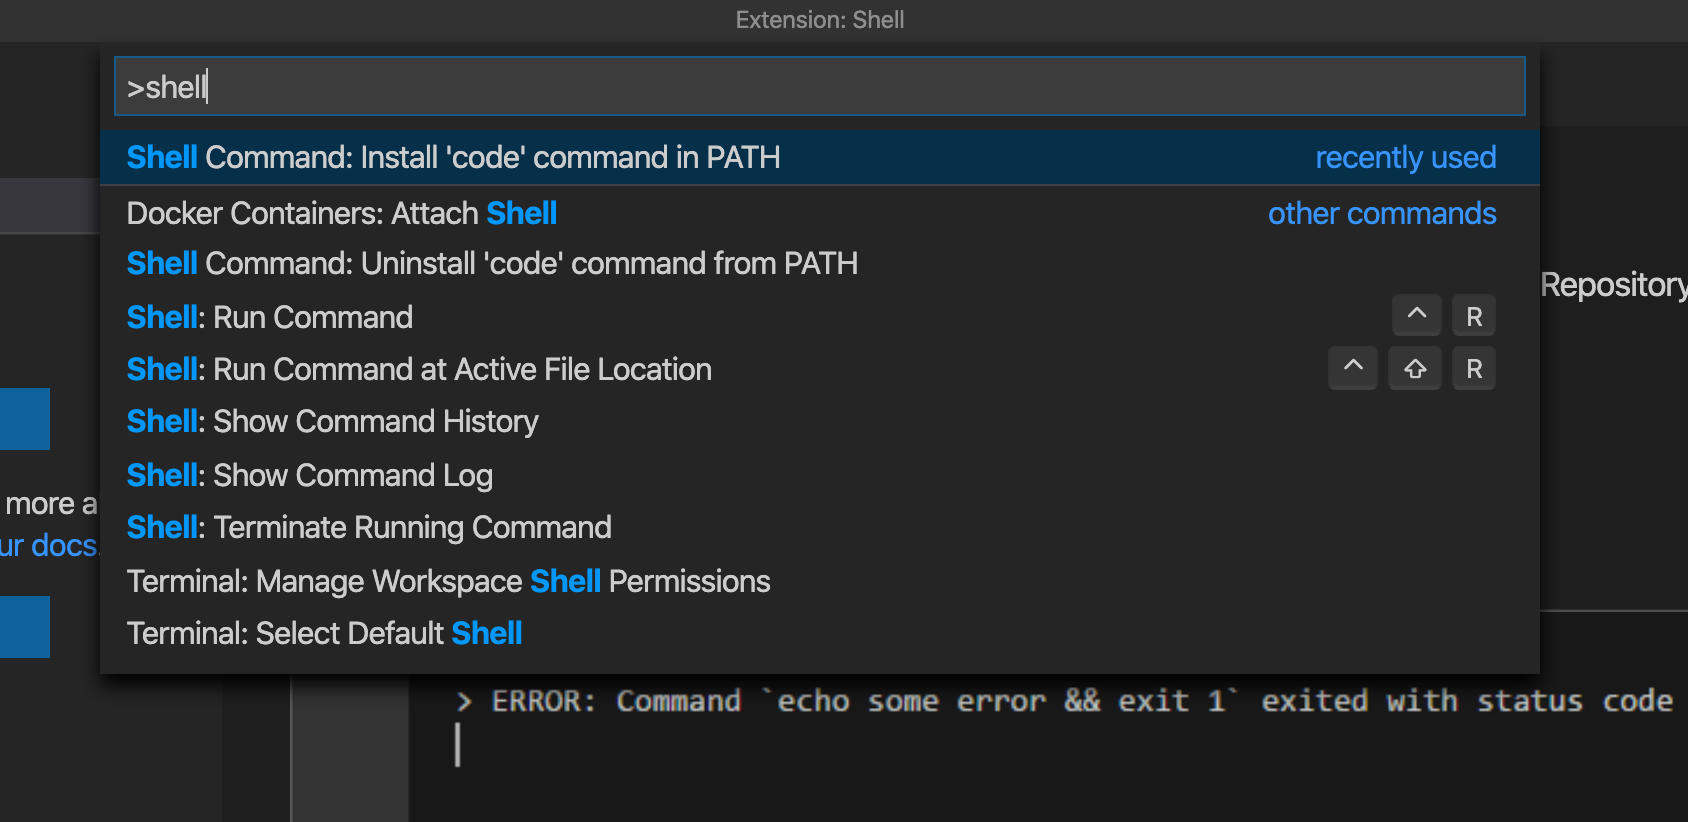 Extension: Shell
>shell
Shell Command: Install 'code' command in PATH recently used
Docker Containers: Attach Shell other commands
Shell Command: Uninstall 'code' command from PATH
Repository
Shell: Run Command ^ R
Shell: Run Command at Active File Location ^ ⇧ R
Shell: Show Command History
Shell: Show Command Log
more a
ur docs.
Shell: Terminate Running Command
Terminal: Manage Workspace Shell Permissions
Terminal: Select Default Shell
> ERROR: Command `echo some error && exit 1` exited with status code